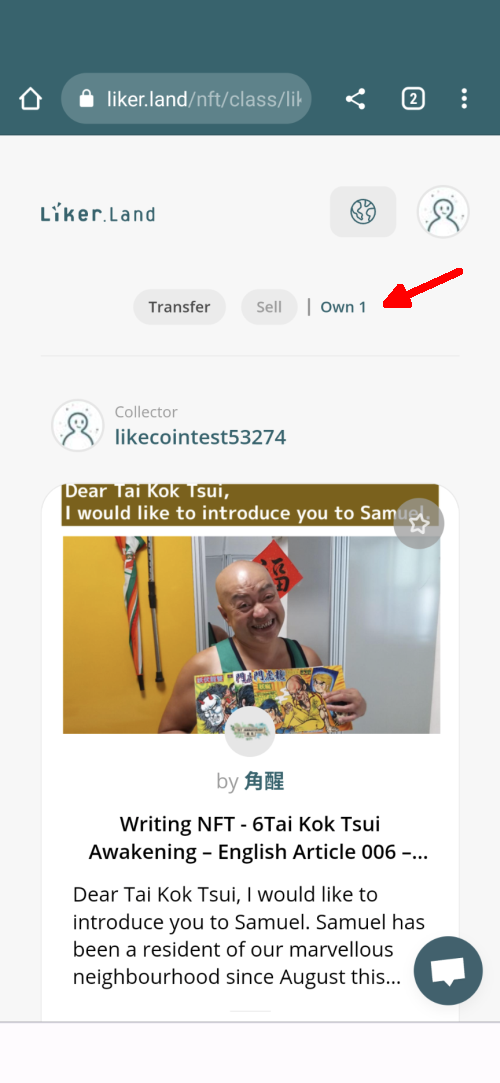 liker.land/nft/class/lik
2
Liker.Land
Transfer
Sell
| Own 1
Collector
likecointest53274
Dear Tai Kok Tsui,
I would like to introduce you to Samuel.
福
by 角醒
Writing NFT - 6Tai Kok Tsui
Awakening – English Article 006 –...
Dear Tai Kok Tsui, I would like to
introduce you to Samuel. Samuel has
been a resident of our marvellous
neighbourhood since August this...